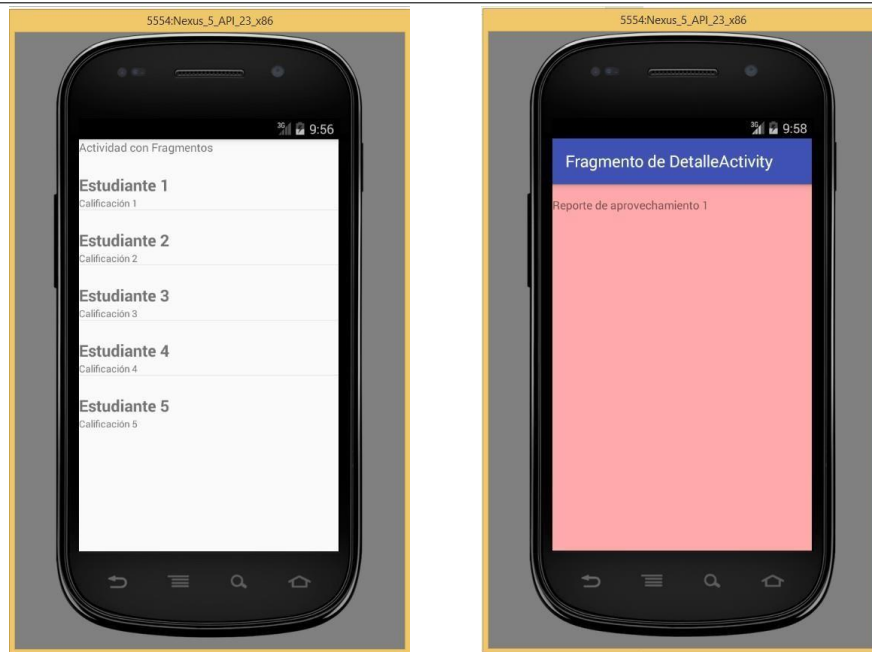 5554:Nexus_5_API_23_x86
3G 9:56
Actividad con Fragmentos
Estudiante 1
Calificación 1
Estudiante 2
Calificación 2
Estudiante 3
Calificación 3
Estudiante 4
Calificación 4
Estudiante 5
Calificación 5
5554:Nexus_5_API_23_x86
3G 9:58
Fragmento de DetalleActivity
Reporte de aprovechamiento 1